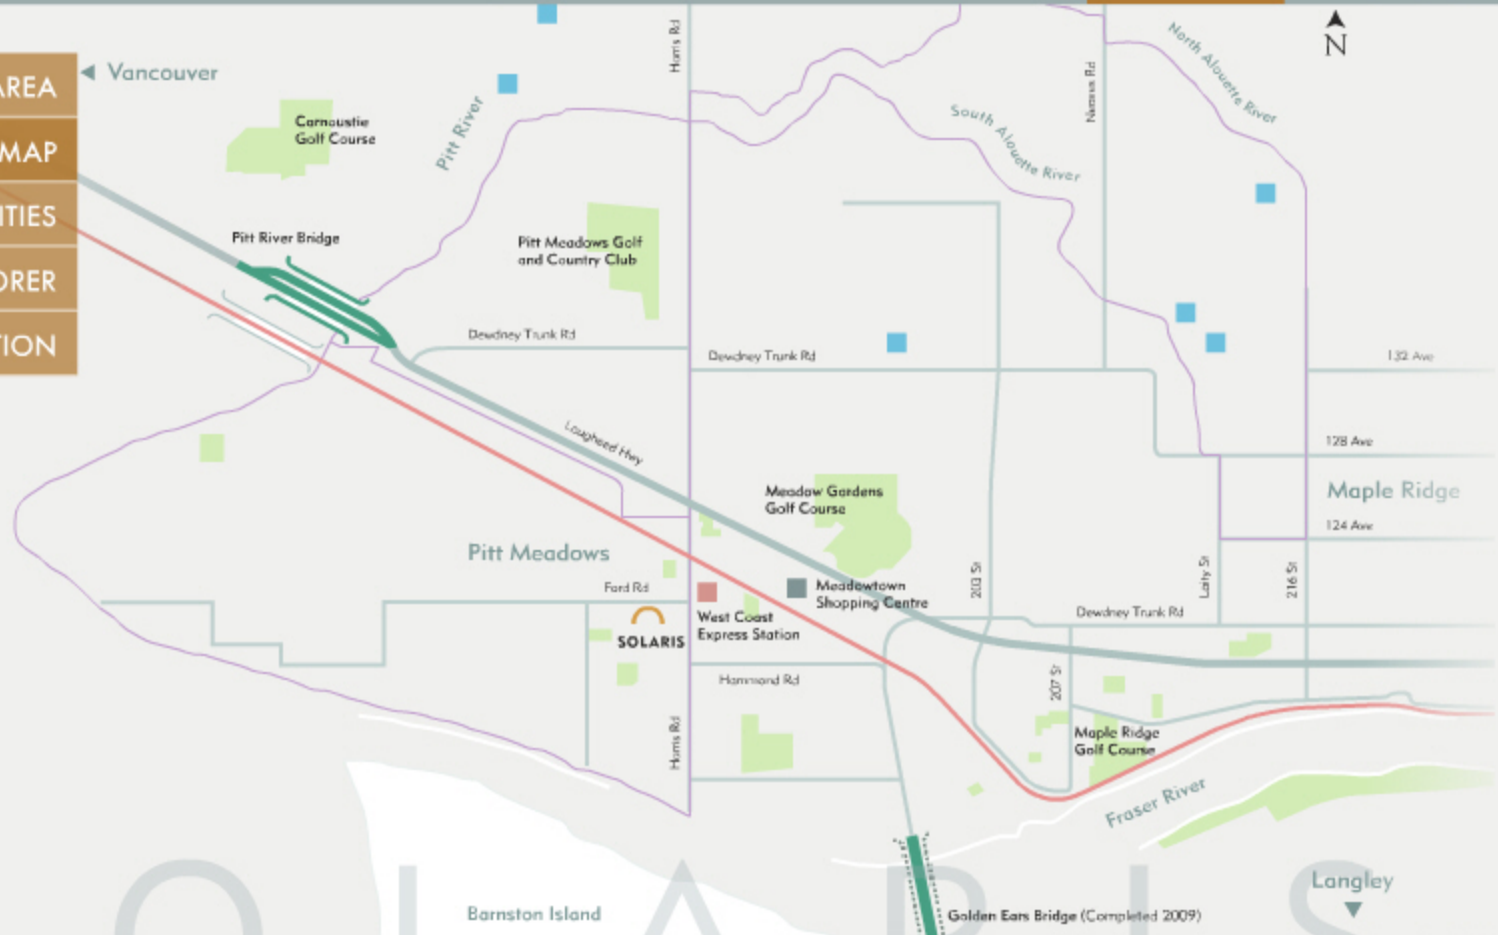 AREA
MAP
ITIES
ORER
TION
Vancouver
N
Harris Rd
Pitt River
Carnoustie
Golf Course
North Alouette River
South Alouette River
Pitt River Bridge
Pitt Meadows Golf
and Country Club
Dewdney Trunk Rd
Dewdney Trunk Rd
132 Ave
Lougheed Hwy
128 Ave
Meadow Gardens
Golf Course
Maple Ridge
124 Ave
Pitt Meadows
Ford Rd
Meadowtown
Shopping Centre
203 St
Laity St
216 St
Dewdney Trunk Rd
SOLARIS
West Coast
Express Station
Hammond Rd
207 St
Harris Rd
Maple Ridge
Golf Course
Fraser River
Langley
Barnston Island
Golden Ears Bridge (Completed 2009)